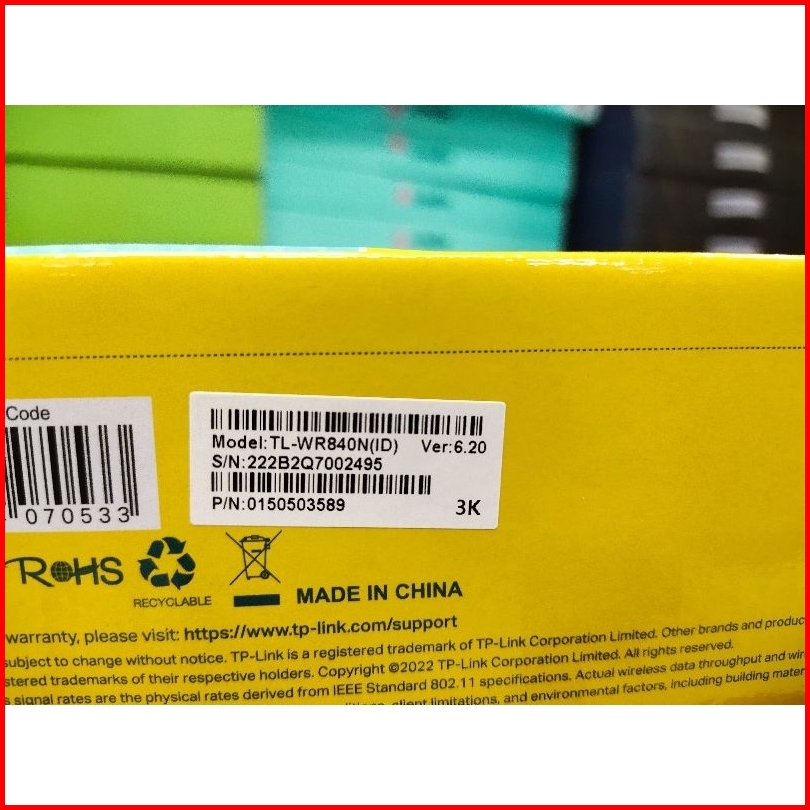 Code
070533
Model:TL-WR840N(ID) Ver:6.20
S/N:222B2Q7002495
P/N:0150503589
3K
RoHS
RECYCLABLE
MADE IN CHINA
warranty, please visit: https://www.tp-link.com/support
subject to change without notice. TP-Link is a registered trademark of TP-Link Corporation Limited. Other brands and produc
stered trademarks of their respective holders. Copyright ©2022 TP-Link Corporation Limited. All rights reserved.
s signal rates are the physical rates derived from IEEE Standard 802.11 specifications. Actual wireless data throughput and wir
client limitations, and environmental factors, including building mater